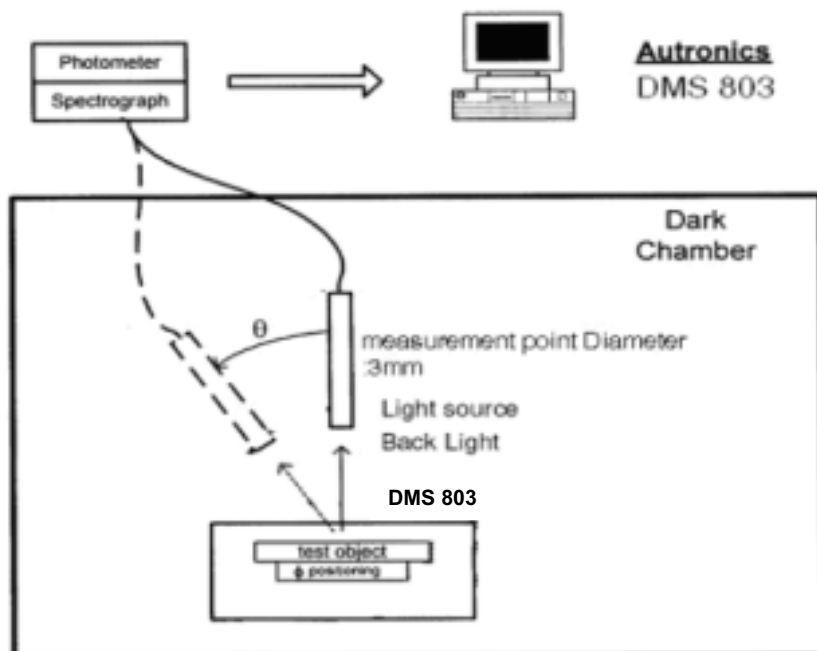 Photometer
Spectrograph
Autronics
DMS 803
Dark
Chamber
θ
measurement point Diameter
:3mm
Light source
Back Light
DMS 803
test object
ϕ positioning